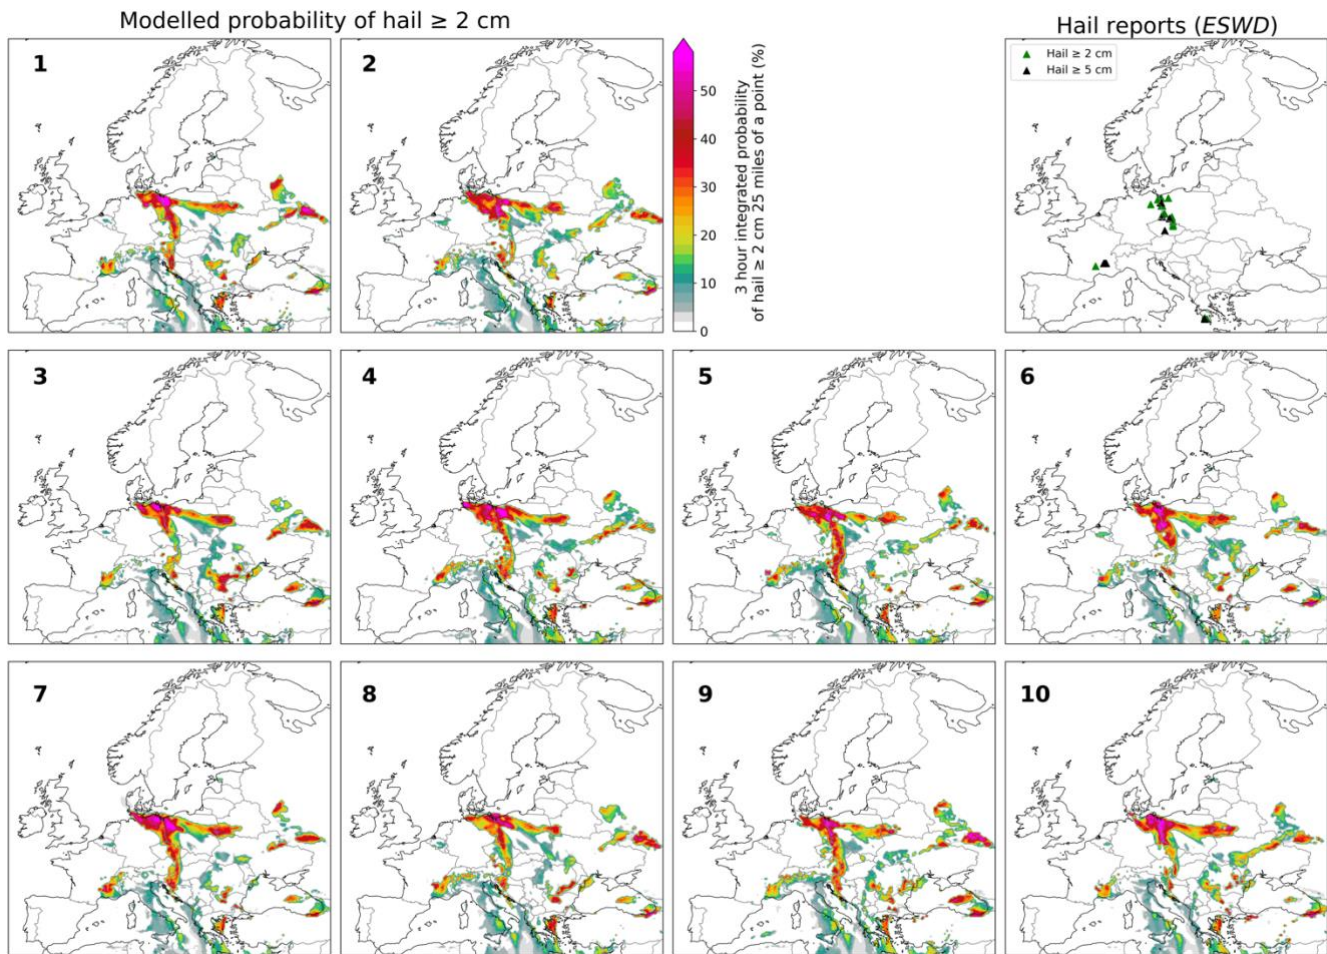 Modelled probability of hail ≥ 2 cm
Hail reports (ESWD)
1
2
50
40
30
20
10
0
3 hour integrated probability
of hail ≥ 2 cm 25 miles of a point (%)
Hail ≥ 2 cm
Hail ≥ 5 cm
3
4
5
6
7
8
9
10